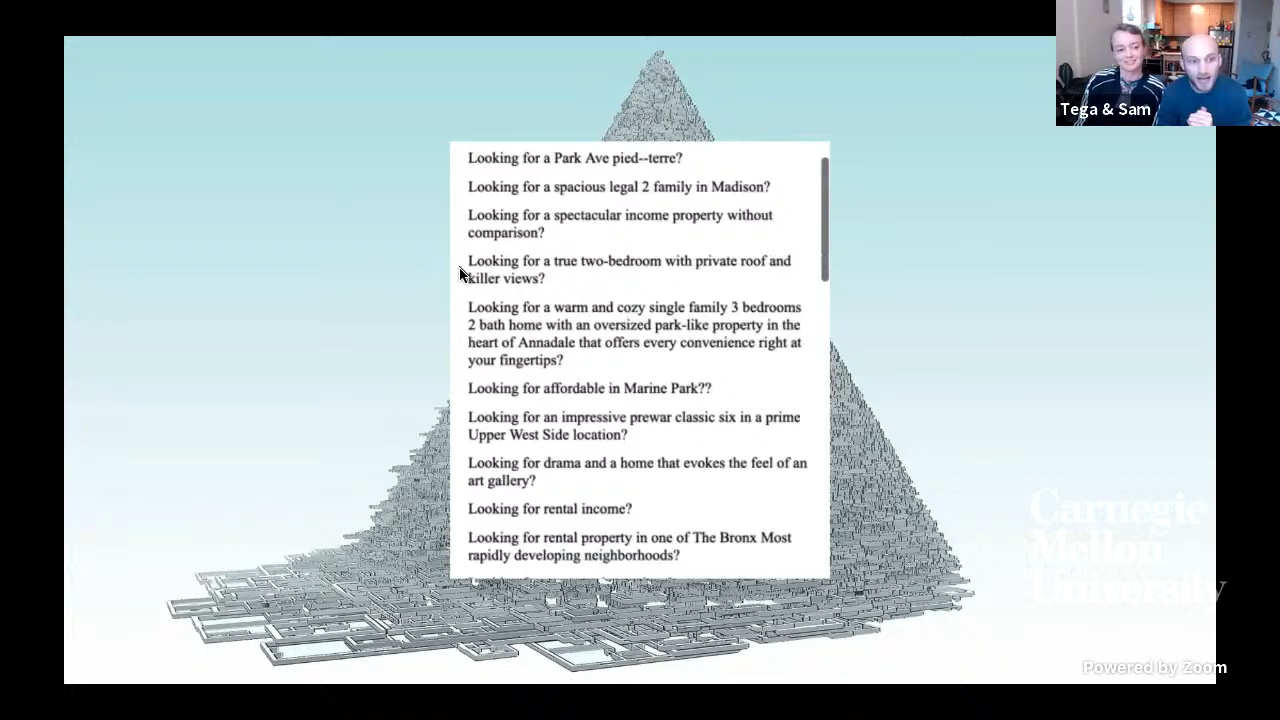 Tega & Sam
Looking for a Park Ave pied--terre?
Looking for a spacious legal 2 family in Madison?
Looking for a spectacular income property without
comparison?
Looking for a true two-bedroom with private roof and
killer views?
Looking for a warm and cozy single family 3 bedrooms
2 bath home with an oversized park-like property in the
heart of Annadale that offers every convenience right at
your fingertips?
Looking for affordable in Marine Park??
Looking for an impressive prewar classic six in a prime
Upper West Side location?
Looking for drama and a home that evokes the feel of an
art gallery?
Looking for rental income?
Looking for rental property in one of The Bronx Most
rapidly developing neighborhoods?
Carnegie
Mellon
University
Powered by Zoom